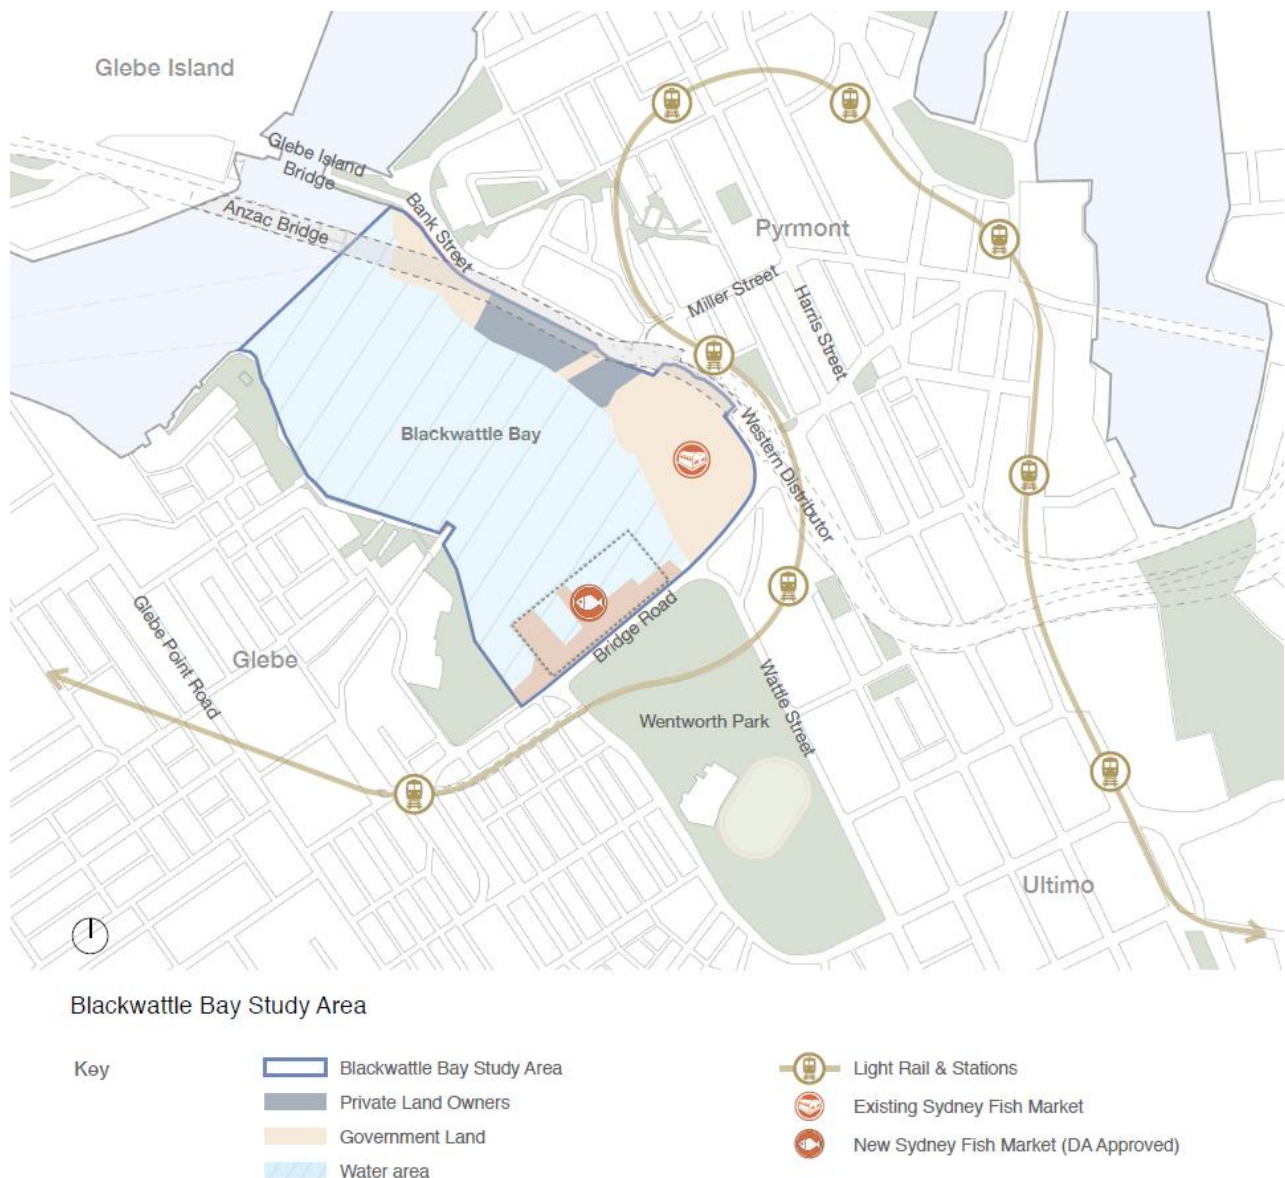 Glebe Island
Glebe Island
Bridge
Anzac Bridge
Bank Street
Pyrmont
Miller Street
Harris Street
Blackwattle Bay
Western Distributor
Bridge Road
Glebe Point Road
Glebe
Wentworth Park
Wattle Street
Ultimo
Blackwattle Bay Study Area
Key
Blackwattle Bay Study Area
Private Land Owners
Government Land
Water area
Light Rail & Stations
Existing Sydney Fish Market
New Sydney Fish Market (DA Approved)